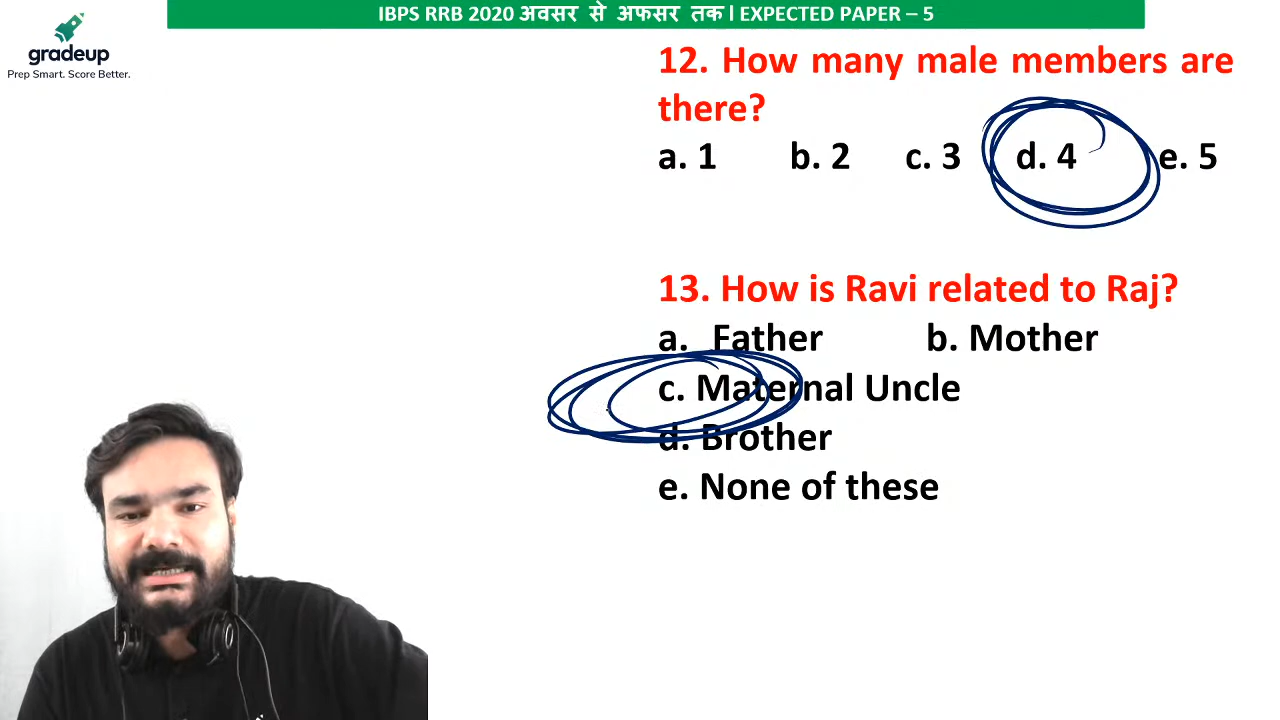 IBPS RRB 2020 अवसर से अफसर तक I EXPECTED PAPER – 5
gradeup
Prep Smart. Score Better.
12. How many male members are
there?
a. 1 b. 2 c. 3 d. 4 e. 5
13. How is Ravi related to Raj?
a. Father b. Mother
c. Maternal Uncle
d. Brother
e. None of these